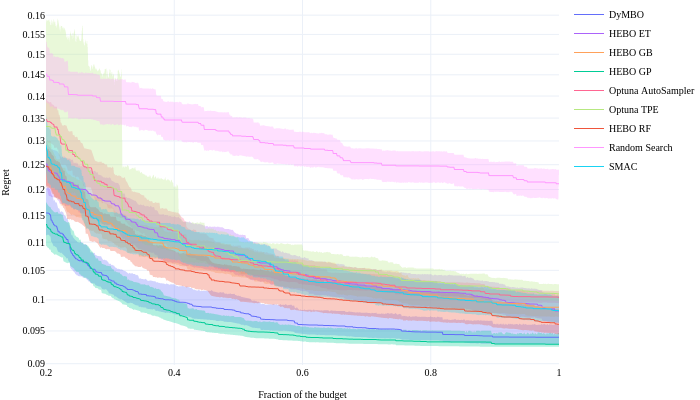 0.16
0.155
0.15
0.145
0.14
0.135
0.13
0.125
0.12
0.115
0.11
0.105
0.1
0.095
0.09
Regret
0.2
0.4
0.6
0.8
1
Fraction of the budget
DyMBO
HEBO ET
HEBO GB
HEBO GP
Optuna AutoSampler
Optuna TPE
HEBO RF
Random Search
SMAC